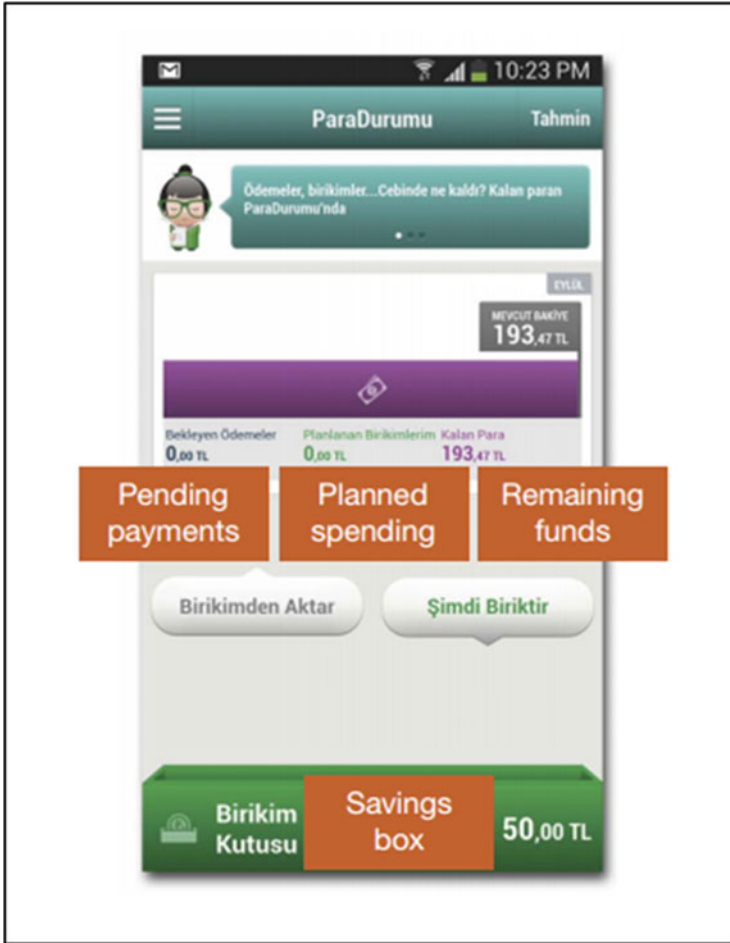 10:23 PM
ParaDurumu
Tahmin
Ödemeler, birikimler...Cebinde ne kaldı? Kalan paran
ParaDurumu'nda
EYLÜL
MEVCUT BAKİYE
193,47 TL
Bekleyen Ödemeler
0,00 TL
Planlanan Birikimlerim
0,00 TL
Kalan Para
193,47 TL
Pending
payments
Planned
spending
Remaining
funds
Birikimden Aktar
Şimdi Biriktir
Birikim
Kutusu
Savings
box
50,00 TL